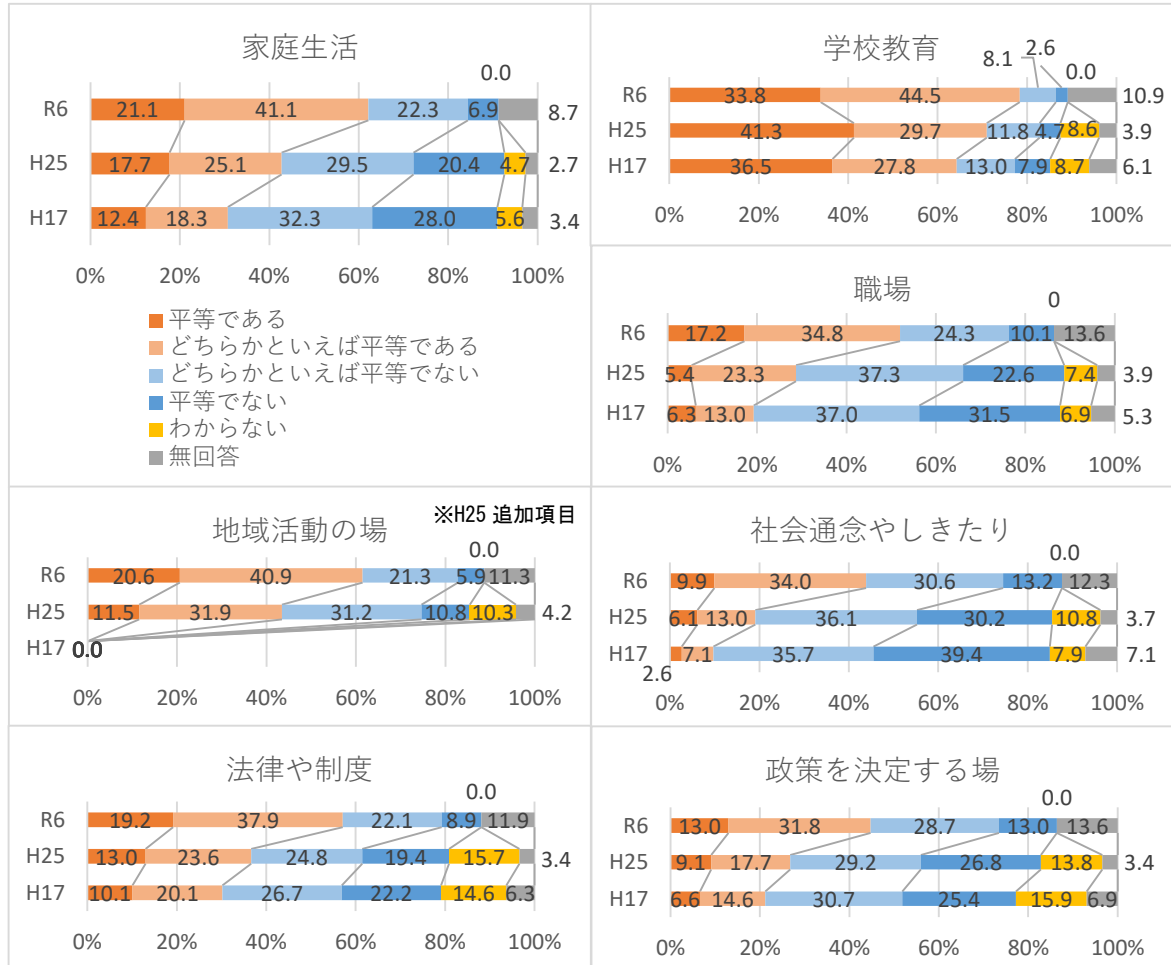 家庭生活
0.0
R6 21.1 41.1 22.3 6.9 8.7
H25 17.7 25.1 29.5 20.4 4.7 2.7
H17 12.4 18.3 32.3 28.0 5.6 3.4
0% 20% 40% 60% 80% 100%
平等である
どちらかといえば平等である
どちらかといえば平等でない
平等でない
わからない
無回答
学校教育
8.1 2.6 0.0
R6 33.8 44.5 10.9
H25 41.3 29.7 11.8 4.7 8.6 3.9
H17 36.5 27.8 13.0 7.9 8.7 6.1
0% 20% 40% 60% 80% 100%
職場
0
R6 17.2 34.8 24.3 10.1 13.6
H25 5.4 23.3 37.3 22.6 7.4 3.9
H17 6.3 13.0 37.0 31.5 6.9 5.3
0% 20% 40% 60% 80% 100%
地域活動の場
※H25 追加項目
0.0
R6 20.6 40.9 21.3 5.9 11.3
H25 11.5 31.9 31.2 10.8 10.3 4.2
H17 0.0
0% 20% 40% 60% 80% 100%
社会通念やしきたり
0.0
R6 9.9 34.0 30.6 13.2 12.3
H25 6.1 13.0 36.1 30.2 10.8 3.7
H17 7.1 35.7 39.4 7.9 7.1
2.6
0% 20% 40% 60% 80% 100%
法律や制度
0.0
R6 19.2 37.9 22.1 8.9 11.9
H25 13.0 23.6 24.8 19.4 15.7 3.4
H17 10.1 20.1 26.7 22.2 14.6 6.3
0% 20% 40% 60% 80% 100%
政策を決定する場
0.0
R6 13.0 31.8 28.7 13.0 13.6
H25 9.1 17.7 29.2 26.8 13.8 3.4
H17 6.6 14.6 30.7 25.4 15.9 6.9
0% 20% 40% 60% 80% 100%